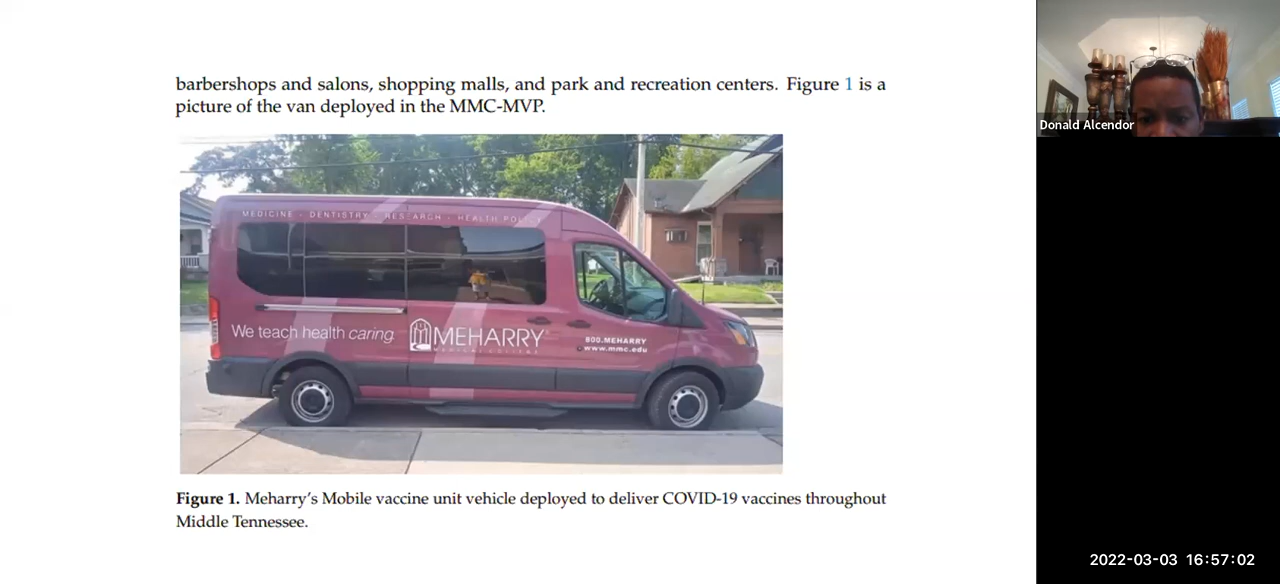 barbershops and salons, shopping malls, and park and recreation centers. Figure 1 is a
picture of the van deployed in the MMC-MVP.
MEDICINE - DENTISTRY - RESEARCH - HEALTH POLICY
We teach health caring.
MEHARRY
MEDICAL COLLEGE
800.MEHARRY
www.mmc.edu
Figure 1. Meharry's Mobile vaccine unit vehicle deployed to deliver COVID-19 vaccines throughout
Middle Tennessee.
Donald Alcendor
2022-03-03 16:57:02